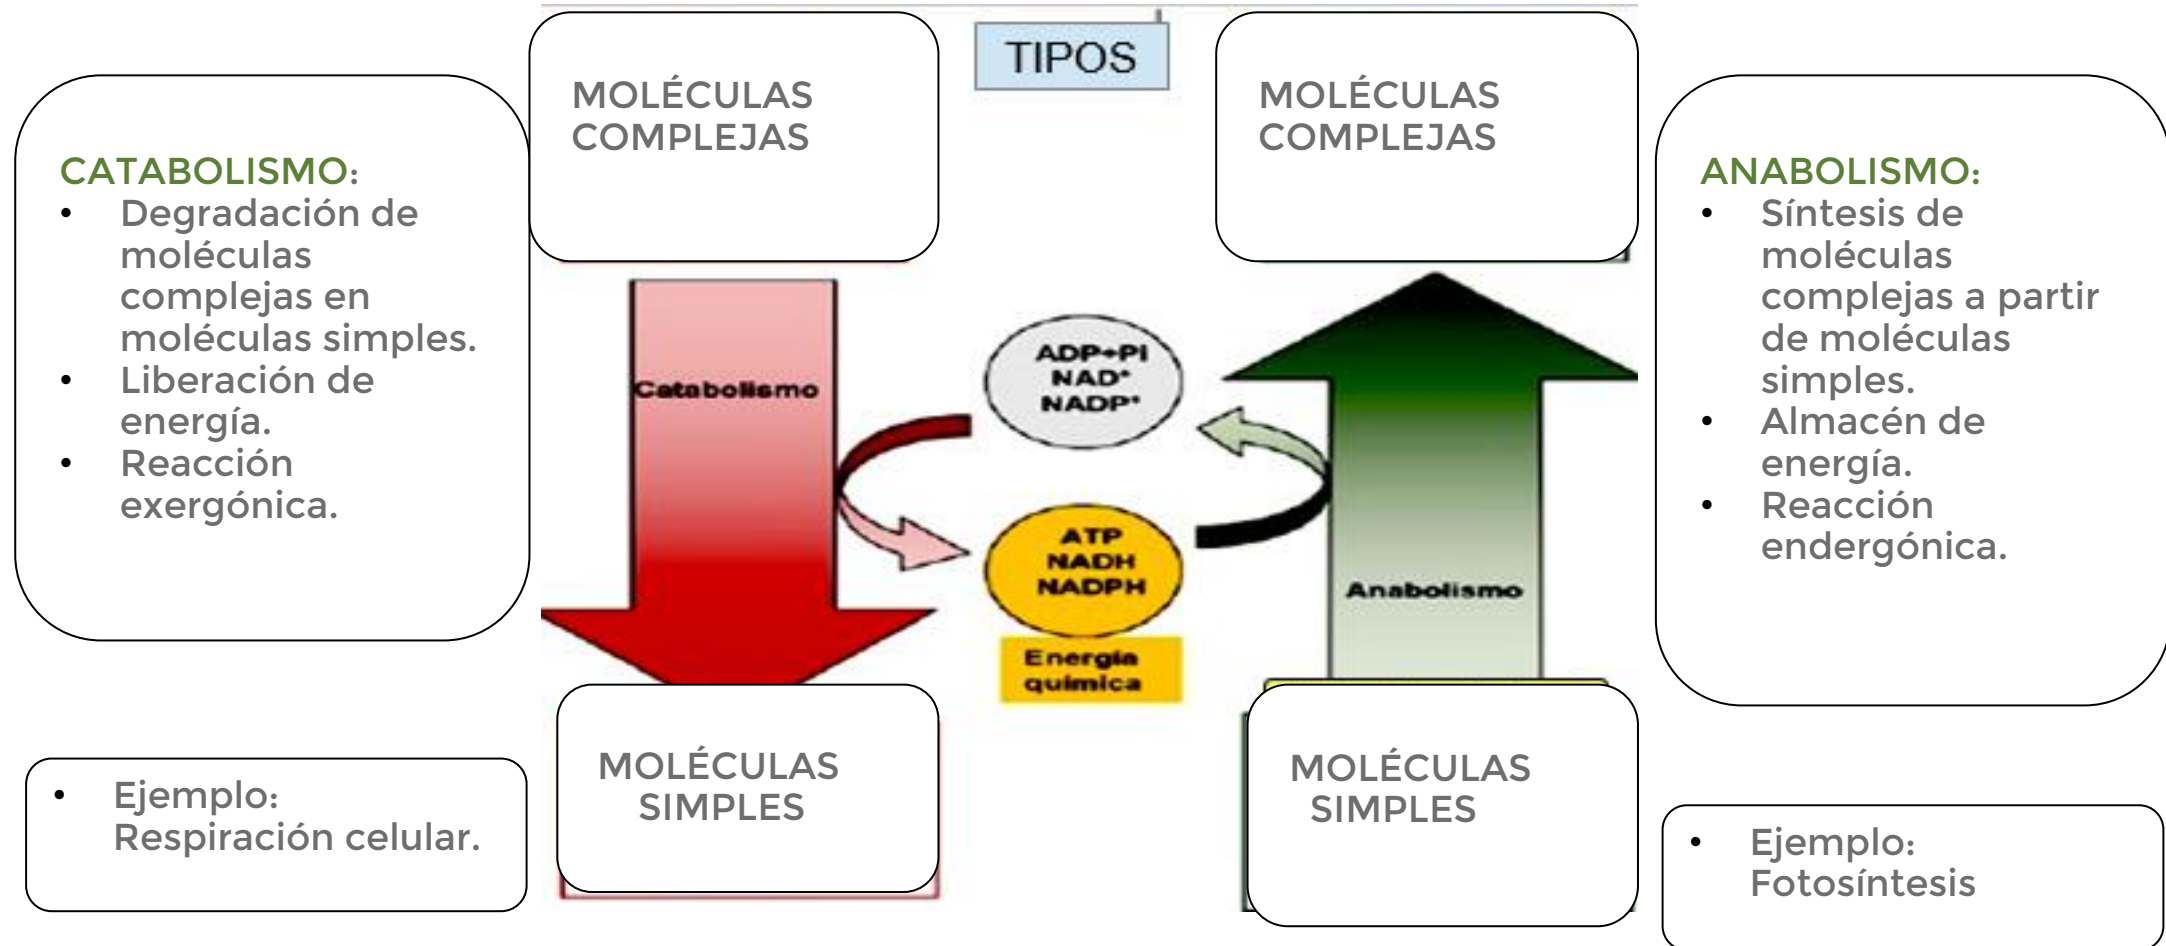 TIPOS
CATABOLISMO:
• Degradación de
moléculas
complejas en
moléculas simples.
• Liberación de
energía.
• Reacción
exergónica.
• Ejemplo:
Respiración celular.
MOLÉCULAS
COMPLEJAS
Catabolismo
MOLÉCULAS
SIMPLES
ADP+PI
NAD⁺
NADP⁺
ATP
NADH
NADPH
Energía
química
MOLÉCULAS
COMPLEJAS
Anabolismo
MOLÉCULAS
SIMPLES
ANABOLISMO:
• Síntesis de
moléculas
complejas a partir
de moléculas
simples.
• Almacén de
energía.
• Reacción
endergónica.
• Ejemplo:
Fotosíntesis